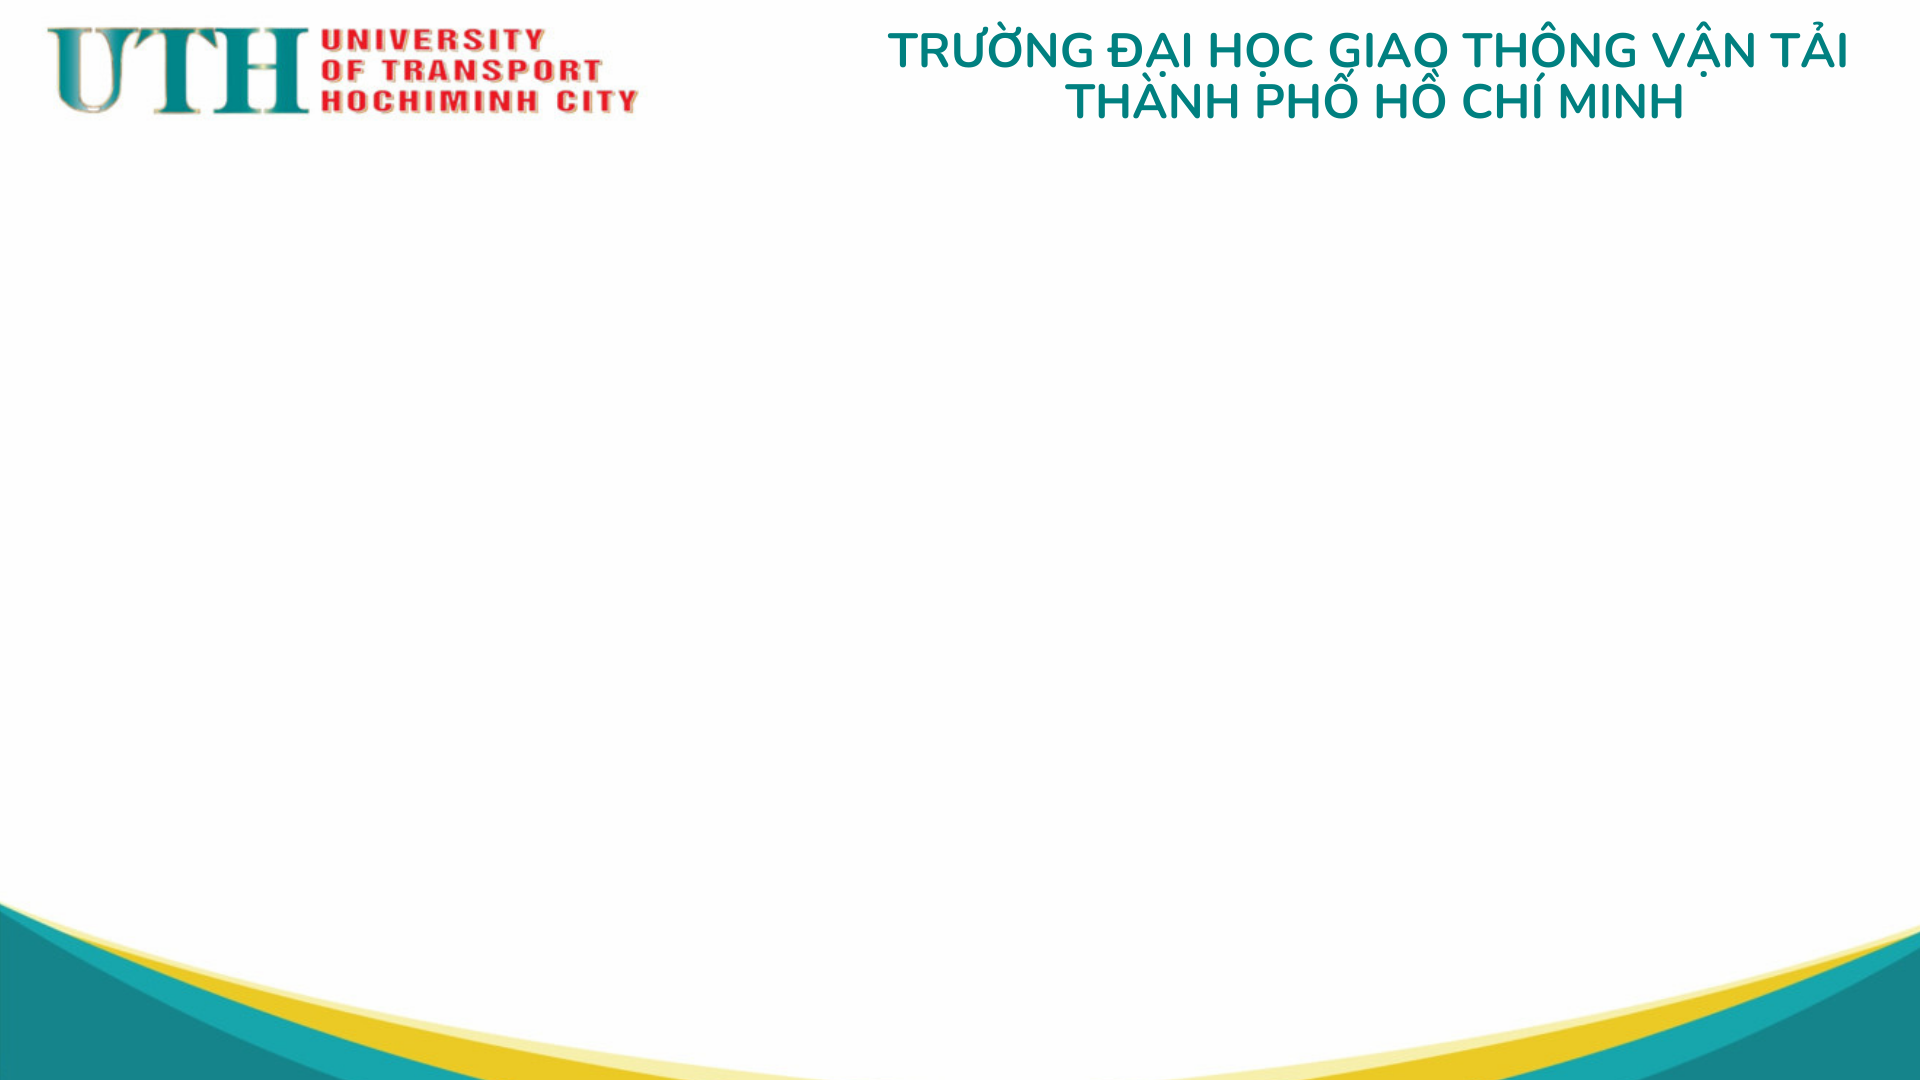 UTH
UNIVERSITY
OF TRANSPORT
HOCHIMINH CITY
TRƯỜNG ĐẠI HỌC GIAO THÔNG VẬN TẢI
THÀNH PHỐ HỒ CHÍ MINH